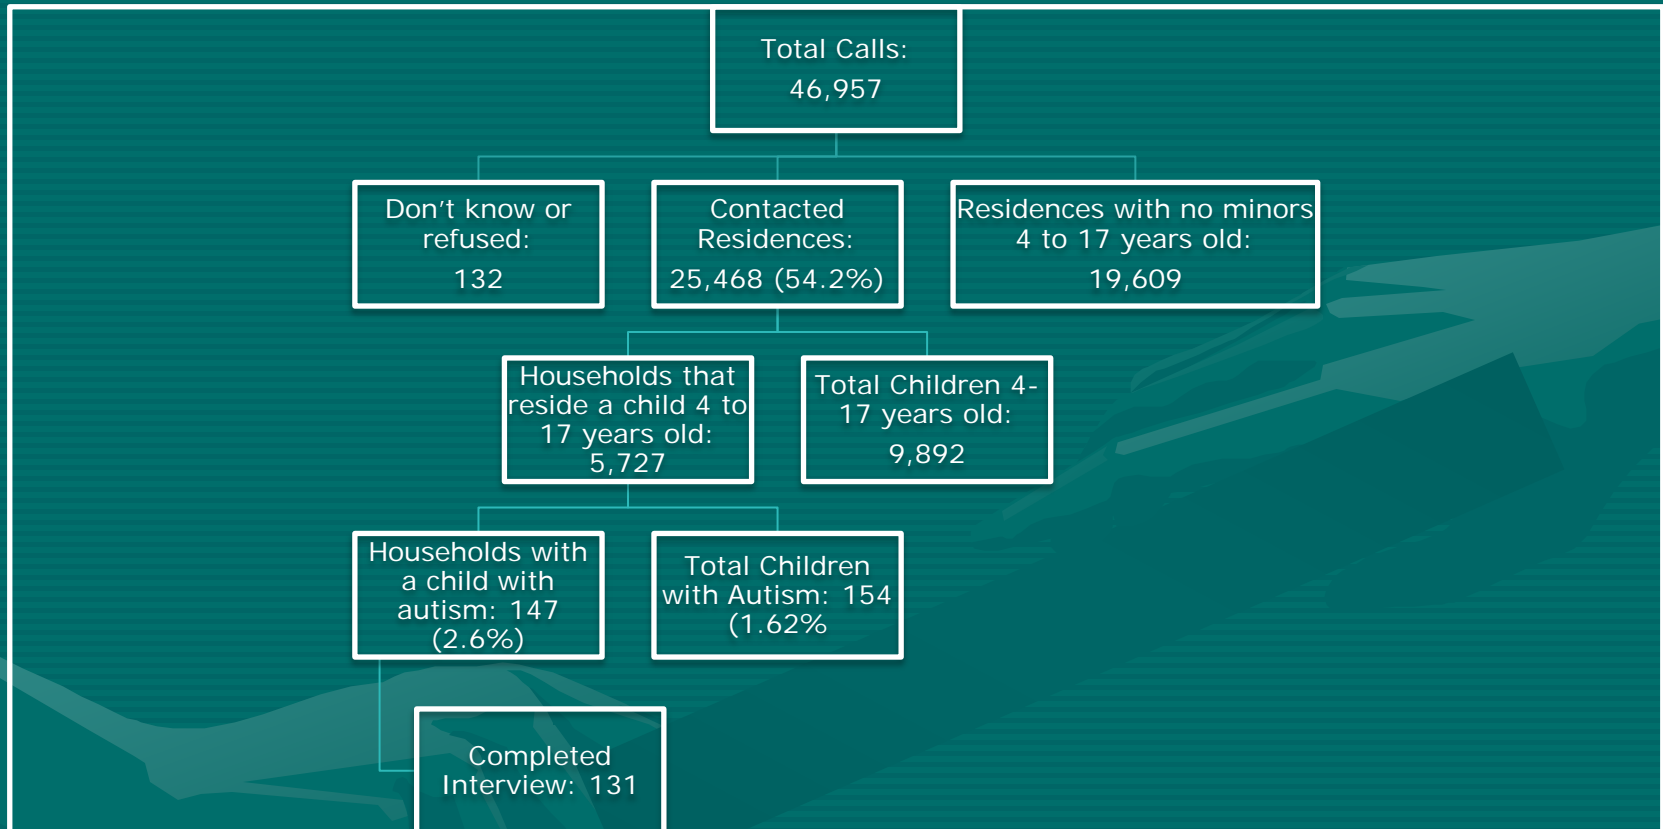 Total Calls:
46,957
Don't know or
refused:
132
Contacted
Residences:
25,468 (54.2%)
Residences with no minors
4 to 17 years old:
19,609
Households that
reside a child 4 to
17 years old:
5,727
Total Children 4-
17 years old:
9,892
Households with
a child with
autism: 147
(2.6%)
Total Children
with Autism: 154
(1.62%
Completed
Interview: 131